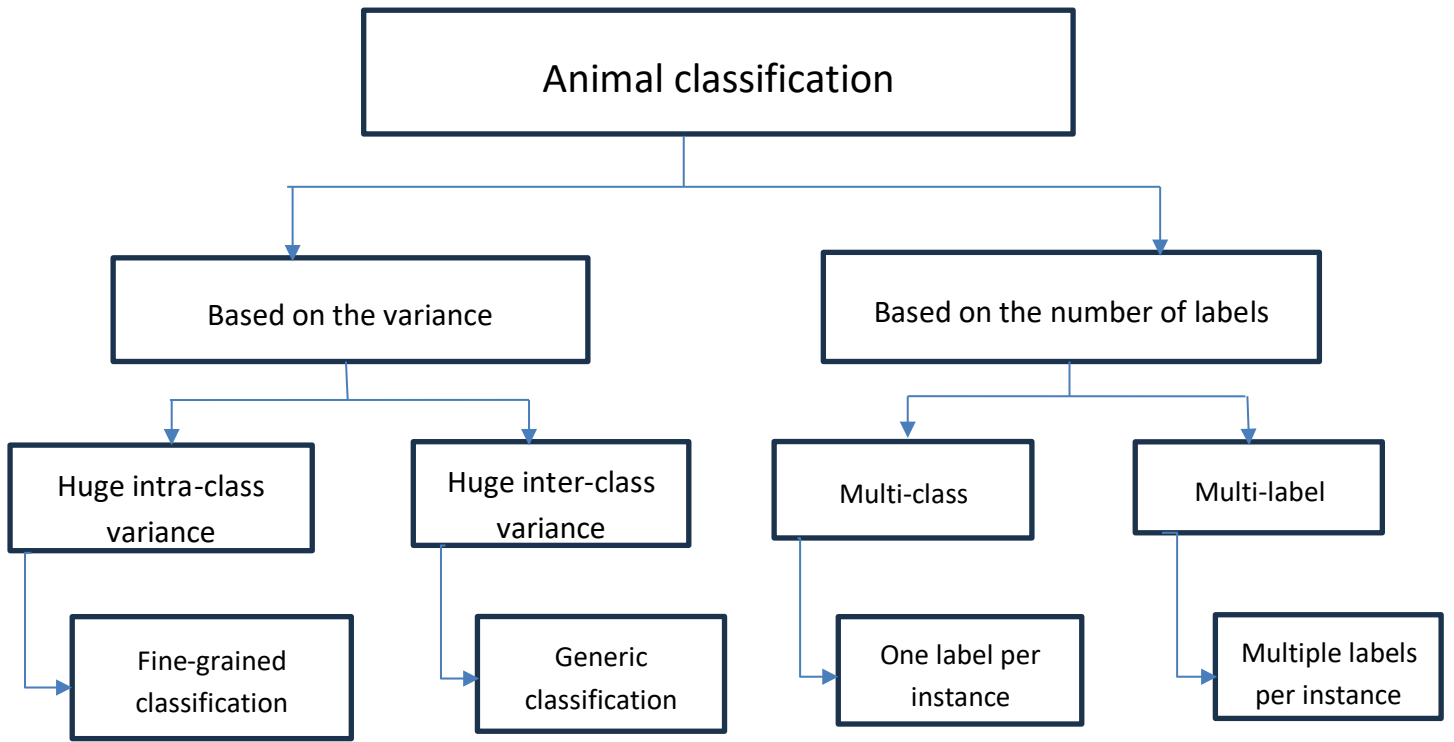 Animal classification
Based on the variance
Based on the number of labels
Huge intra-class
variance
Huge inter-class
variance
Multi-class
Multi-label
Fine-grained
classification
Generic
classification
One label per
instance
Multiple labels
per instance